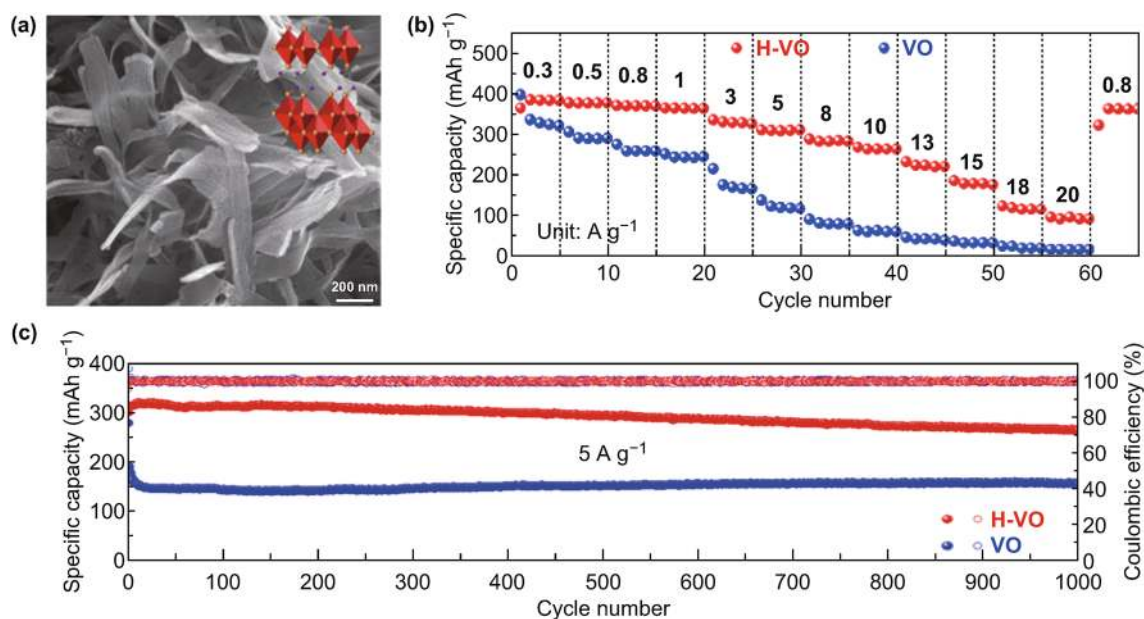 (a)
200 nm
(b)
Specific capacity (mAh g⁻¹)
500
400
300
200
100
0
H-VO
VO
0.3
0.5
0.8
1
3
5
8
10
13
15
18
20
0.8
Unit: A g⁻¹
0 10 20 30 40 50 60
Cycle number
(c)
Specific capacity (mAh g⁻¹)
400
300
200
100
0
5 A g⁻¹
H-VO
VO
Coulombic efficiency (%)
100
80
60
40
20
0
0 100 200 300 400 500 600 700 800 900 1000
Cycle number